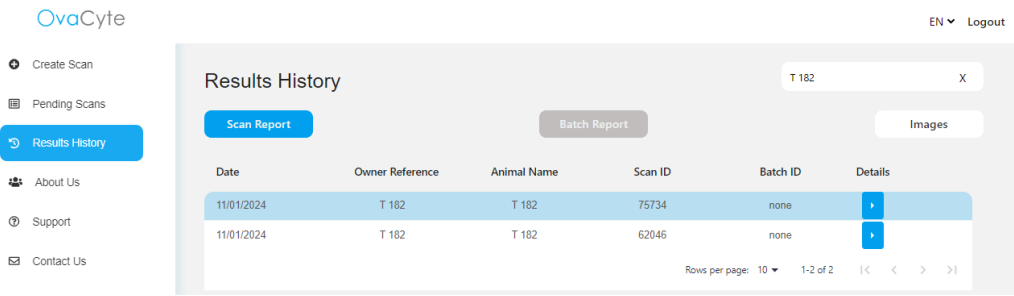 OvaCyte
EN Logout
Create Scan
Pending Scans
Results History
About Us
Support
Contact Us
Results History
T 182 X
Scan Report Batch Report Images
Date Owner Reference Animal Name Scan ID Batch ID Details
11/01/2024 T 182 T 182 75734 none
11/01/2024 T 182 T 182 62046 none
Rows per page: 10 1-2 of 2